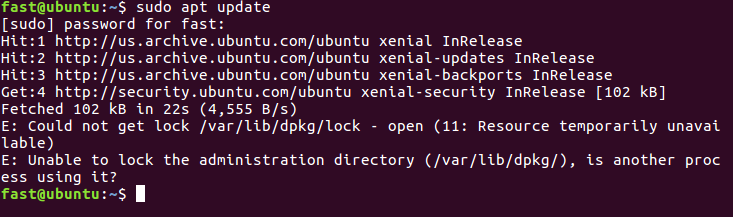 fast@ubuntu:~$ sudo apt update
[sudo] password for fast:
Hit:1 http://us.archive.ubuntu.com/ubuntu xenial InRelease
Hit:2 http://us.archive.ubuntu.com/ubuntu xenial-updates InRelease
Hit:3 http://us.archive.ubuntu.com/ubuntu xenial-backports InRelease
Get:4 http://security.ubuntu.com/ubuntu xenial-security InRelease [102 kB]
Fetched 102 kB in 22s (4,555 B/s)
E: Could not get lock /var/lib/dpkg/lock - open (11: Resource temporarily unavai
lable)
E: Unable to lock the administration directory (/var/lib/dpkg/), is another proc
ess using it?
fast@ubuntu:~$